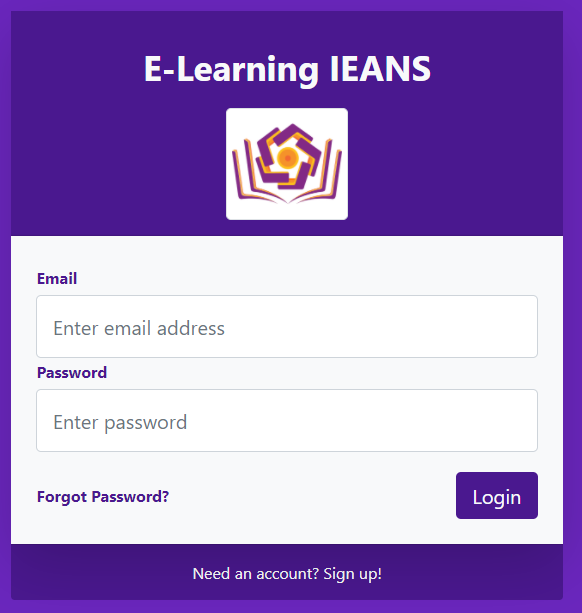 E-Learning IEANS
Email
Enter email address
Password
Enter password
Forgot Password?
Login
Need an account? Sign up!